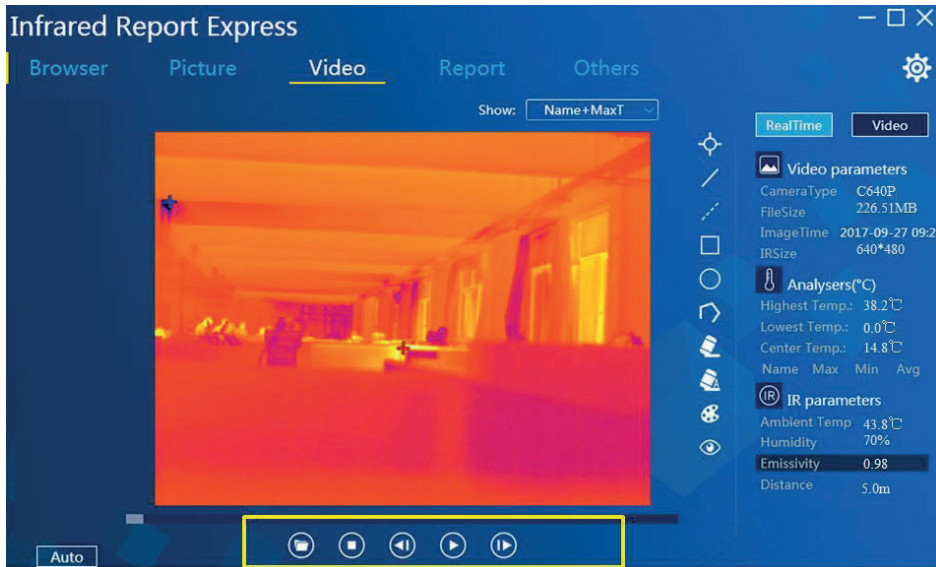 Infrared Report Express
Browser Picture Video Report Others
Show: Name+MaxT
RealTime Video
Video parameters
CameraType C640P
FileSize 226.51MB
ImageTime 2017-09-27 09:2
IRSize 640*480
Analysers(°C)
Highest Temp.: 38.2℃
Lowest Temp.: 0.0℃
Center Temp.: 14.8℃
Name Max Min Avg
IR IR parameters
Ambient Temp 43.8℃
Humidity 70%
Emissivity 0.98
Distance 5.0m
Auto